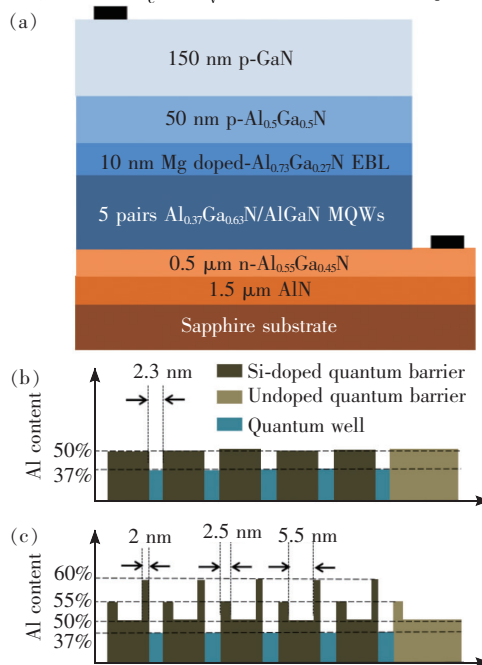 (a)
150 nm p-GaN
50 nm p-Al₀.₅Ga₀.₅N
10 nm Mg doped-Al₀.₇₃Ga₀.₂₇N EBL
5 pairs Al₀.₃₇Ga₀.₆₃N/AlGaN MQWs
0.5 μm n-Al₀.₅₅Ga₀.₄₅N
1.5 μm AlN
Sapphire substrate
(b)
2.3 nm
Si-doped quantum barrier
Undoped quantum barrier
Quantum well
Al content
50%
37%
(c)
2 nm
2.5 nm
5.5 nm
Al content
60%
55%
50%
37%